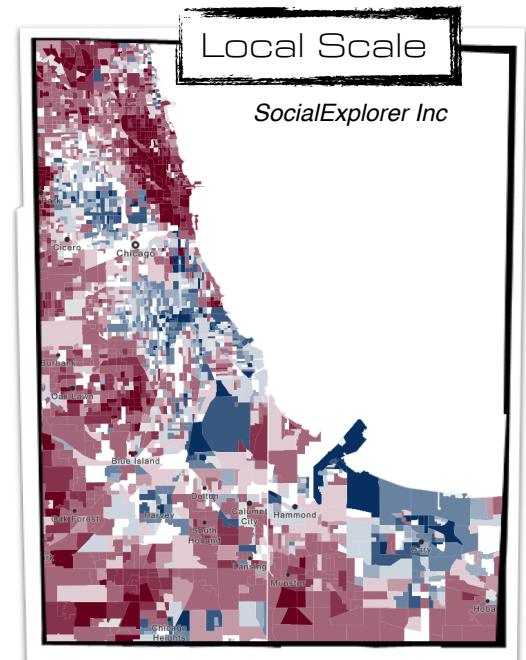 Local Scale
SocialExplorer Inc
Cicero
Chicago
Burbank
Oak Lawn
Blue Island
Dolton
Oak Forest
Harvey
Calumet
City
Hammond
South
Holland
Gary
Lansing
Munster
Hoba
Chicago
Heights